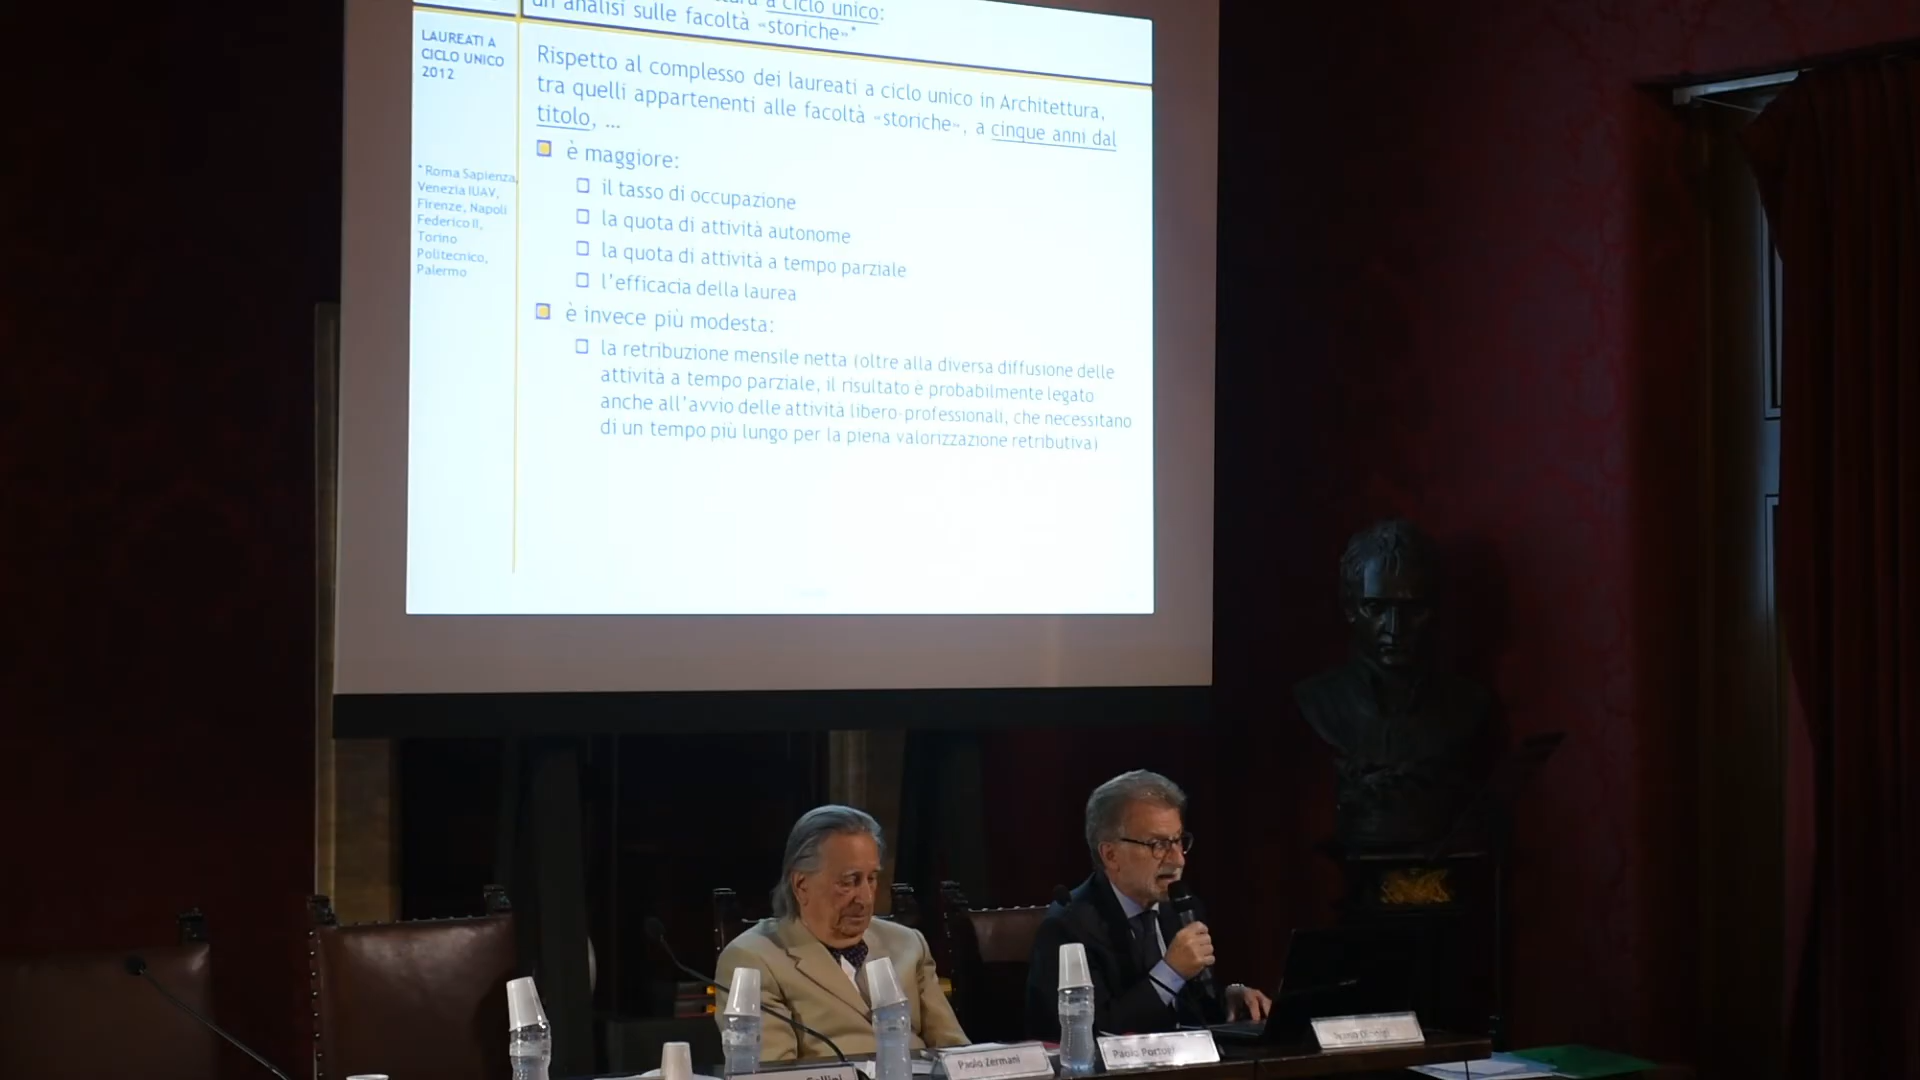 a ciclo unico:
un'analisi sulle facoltà «storiche»*
LAUREATI A
CICLO UNICO
2012
* Roma Sapienza,
Venezia IUAV,
Firenze, Napoli
Federico II,
Torino
Politecnico,
Palermo
Rispetto al complesso dei laureati a ciclo unico in Architettura,
tra quelli appartenenti alle facoltà «storiche», a cinque anni dal
titolo, ...
è maggiore:
il tasso di occupazione
la quota di attività autonome
la quota di attività a tempo parziale
l'efficacia della laurea
è invece più modesta:
la retribuzione mensile netta (oltre alla diversa diffusione delle
attività a tempo parziale, il risultato è probabilmente legato
anche all'avvio delle attività libero-professionali, che necessitano
di un tempo più lungo per la piena valorizzazione retributiva)
Paolo Zermani
Paolo